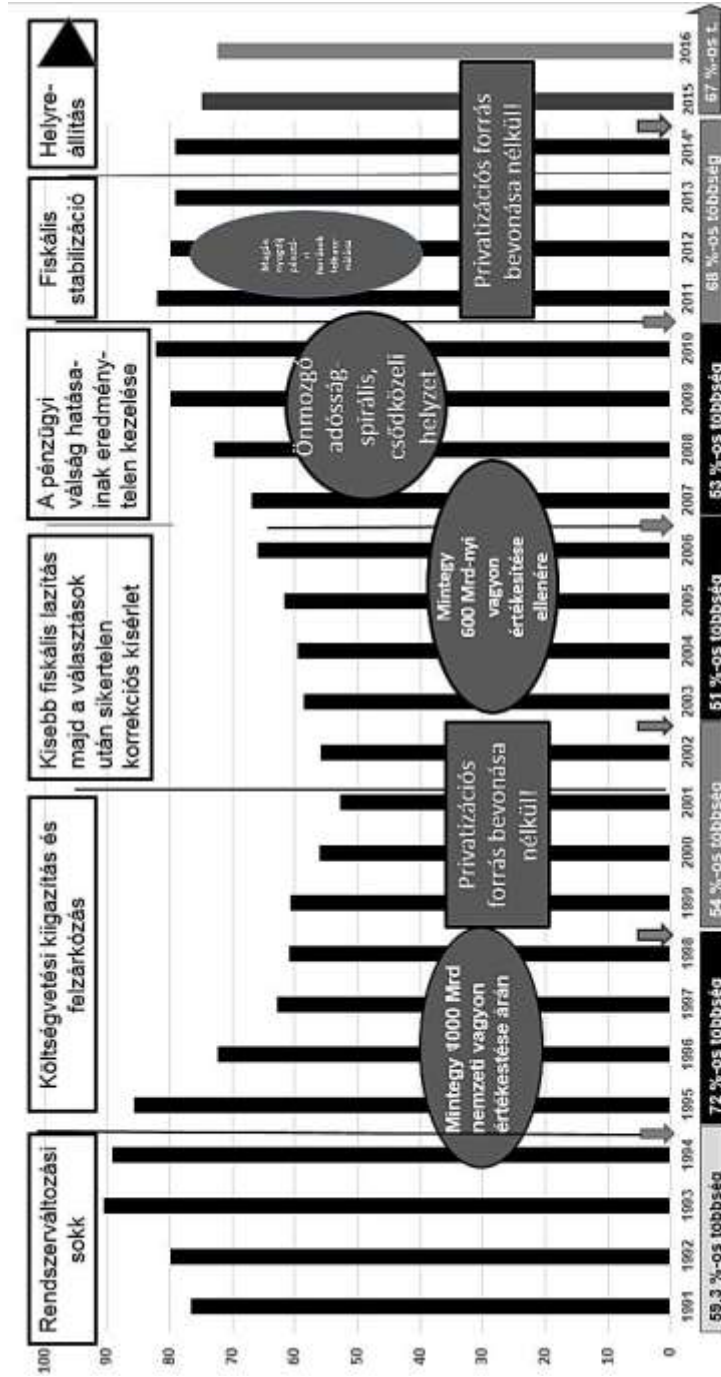 Rendszerváltozási
sokk
Költségvetési kiigazítás és
felzárkózás
Kisebb fiskális lazítás
majd a választások
után sikertelen
korrekciós kísérlet
A pénzügyi
válság hatása-
inak eredmény-
telen kezelése
Fiskális
stabilizáció
Helyre-
állítás
100
90
80
70
60
50
40
30
20
10
0
Mintegy 1000 Mrd
nemzeti vagyon
értékestése árán
Privatizációs
forrás bevonása
nélkül!
Mintegy
600 Mrd-nyi
vagyon
értékesítése
ellenére
Önmozgó
adósság-
spirális,
csődközeli
helyzet
Privatizációs forrás
bevonása nélkül!
1991
1992
1993
1994
1995
1996
1997
1998
1999
2000
2001
2002
2003
2004
2005
2006
2007
2008
2009
2010
2011
2012
2013
2014*
2015
2016
59.3 %-os többség
72 %-os többség
54 %-os többség
51 %-os többség
53 %-os többség
68 %-os többség
67 %-os t.